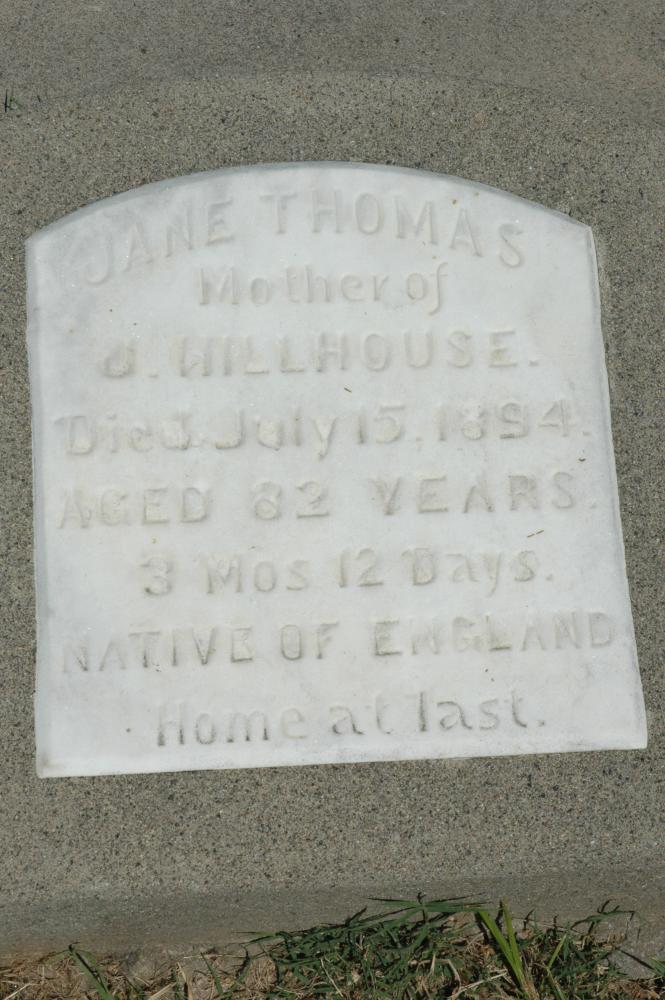 JANE THOMAS
Mother of
J. HILLHOUSE.
Died July 15, 1894.
AGED 82 YEARS.
3 Mos 12 Days.
NATIVE OF ENGLAND
Home at last.